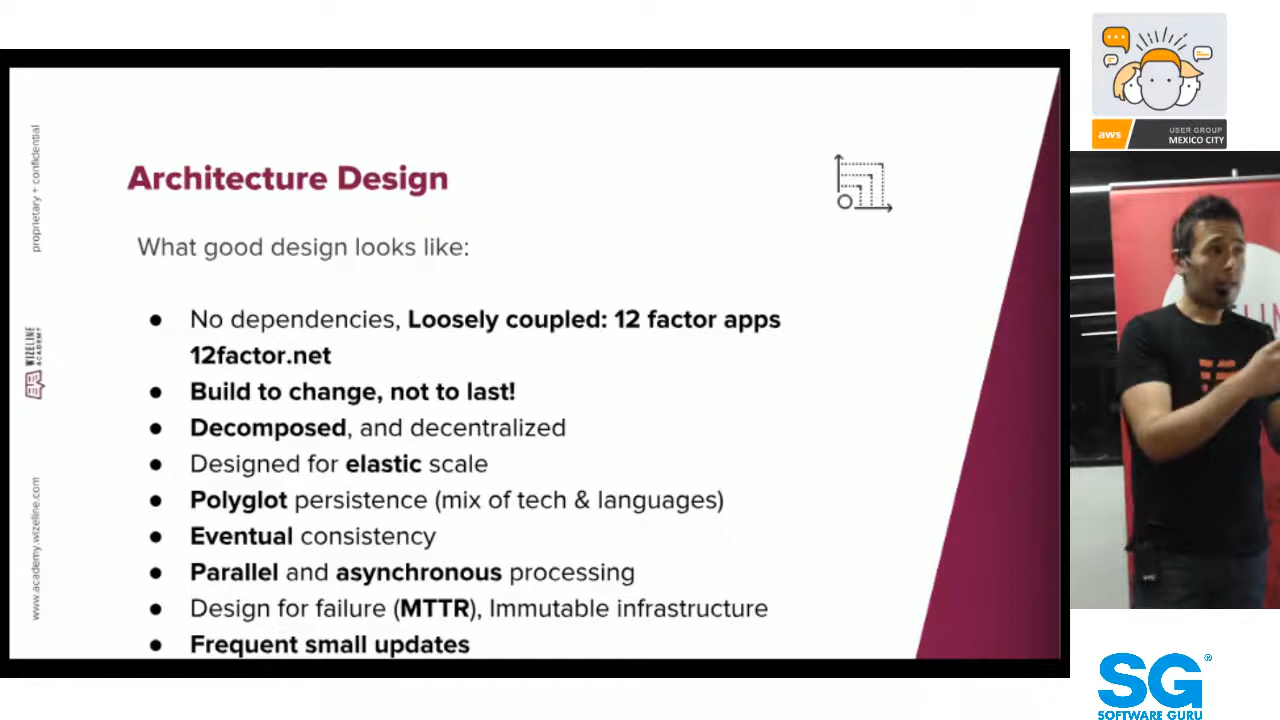 Architecture Design
What good design looks like:
● No dependencies, Loosely coupled: 12 factor apps
12factor.net
● Build to change, not to last!
● Decomposed, and decentralized
● Designed for elastic scale
● Polyglot persistence (mix of tech & languages)
● Eventual consistency
● Parallel and asynchronous processing
● Design for failure (MTTR), Immutable infrastructure
● Frequent small updates
proprietary + confidential
WIZELINE
ACADEMY
www.academy.wizeline.com
aws
USER GROUP
MEXICO CITY
SG®
SOFTWARE GURU